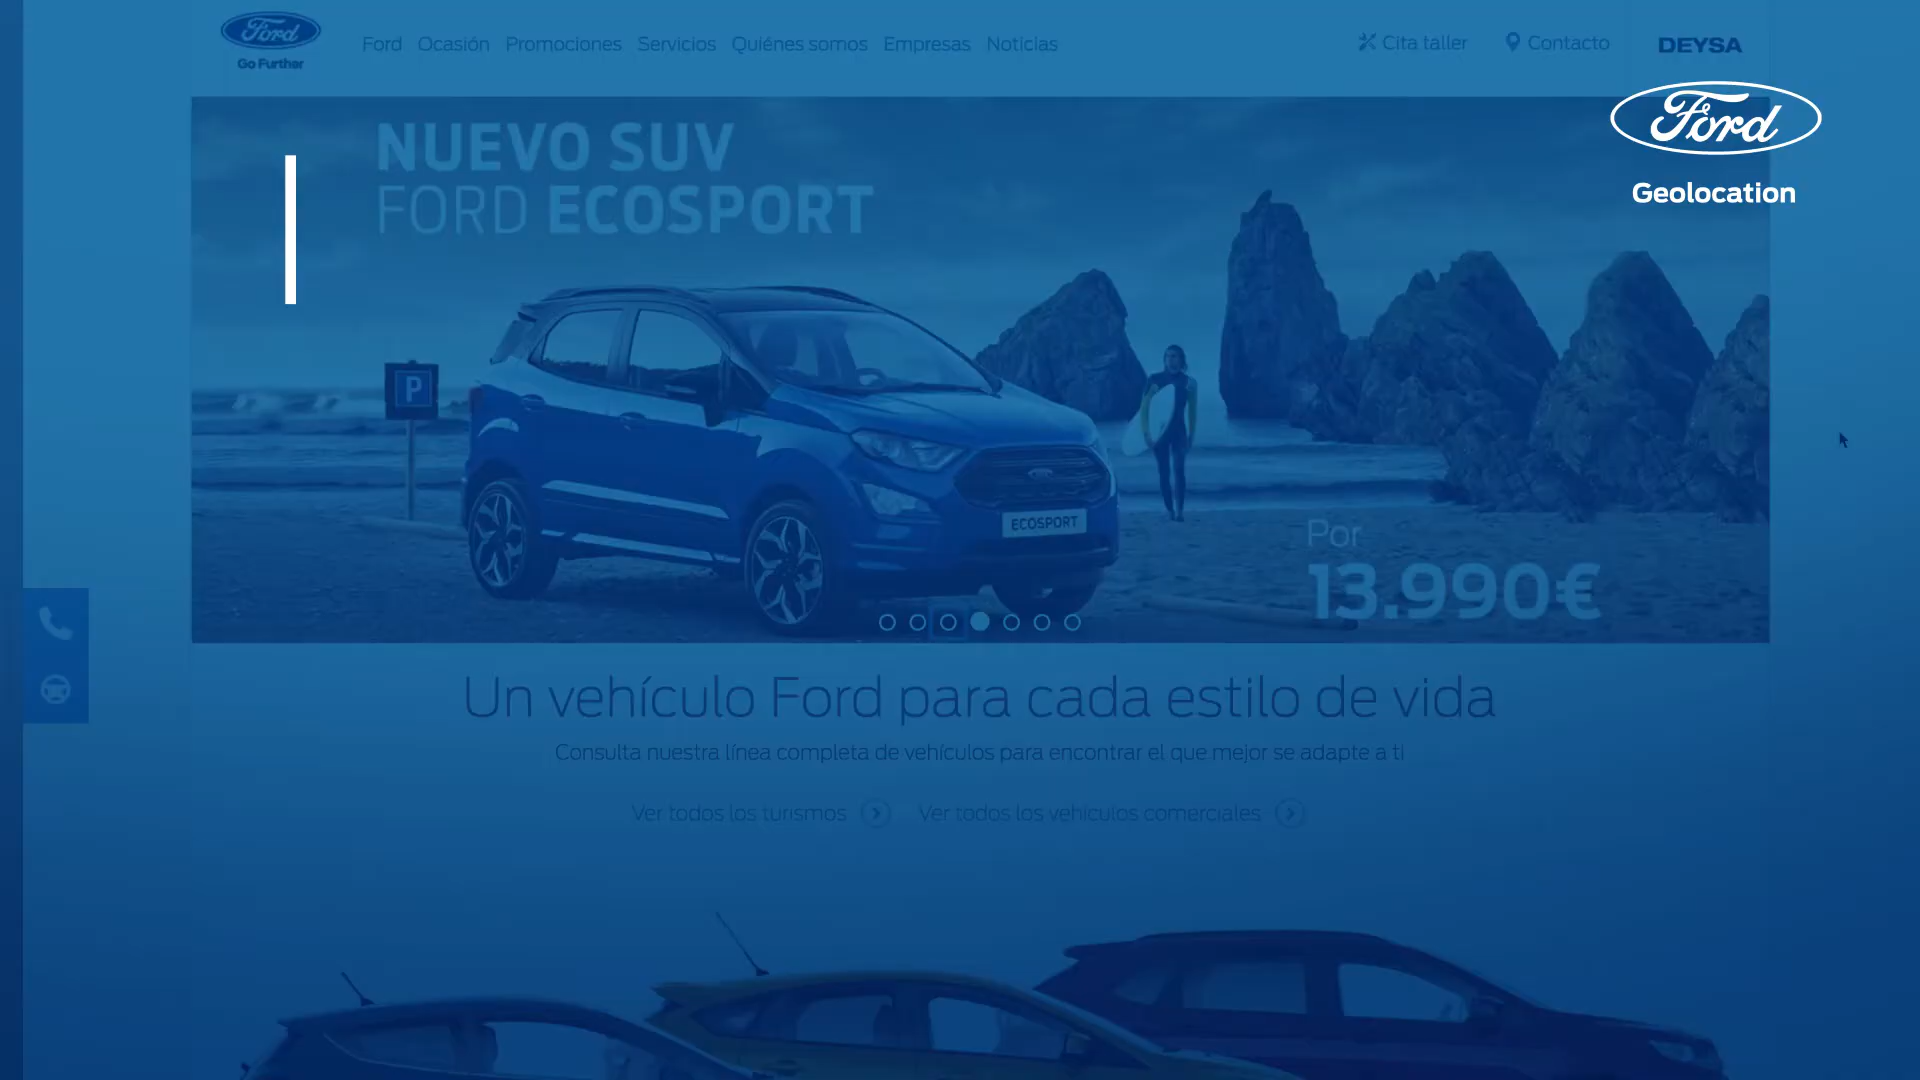 Ford
Go Further
Ford Ocasión Promociones Servicios Quiénes somos Empresas Noticias
Cita taller Contacto DEYSA
Ford
Geolocation
NUEVO SUV
FORD ECOSPORT
P
ECOSPORT
Por
13.990€
Un vehículo Ford para cada estilo de vida
Consulta nuestra línea completa de vehículos para encontrar el que mejor se adapte a ti
Ver todos los turismos Ver todos los vehículos comerciales